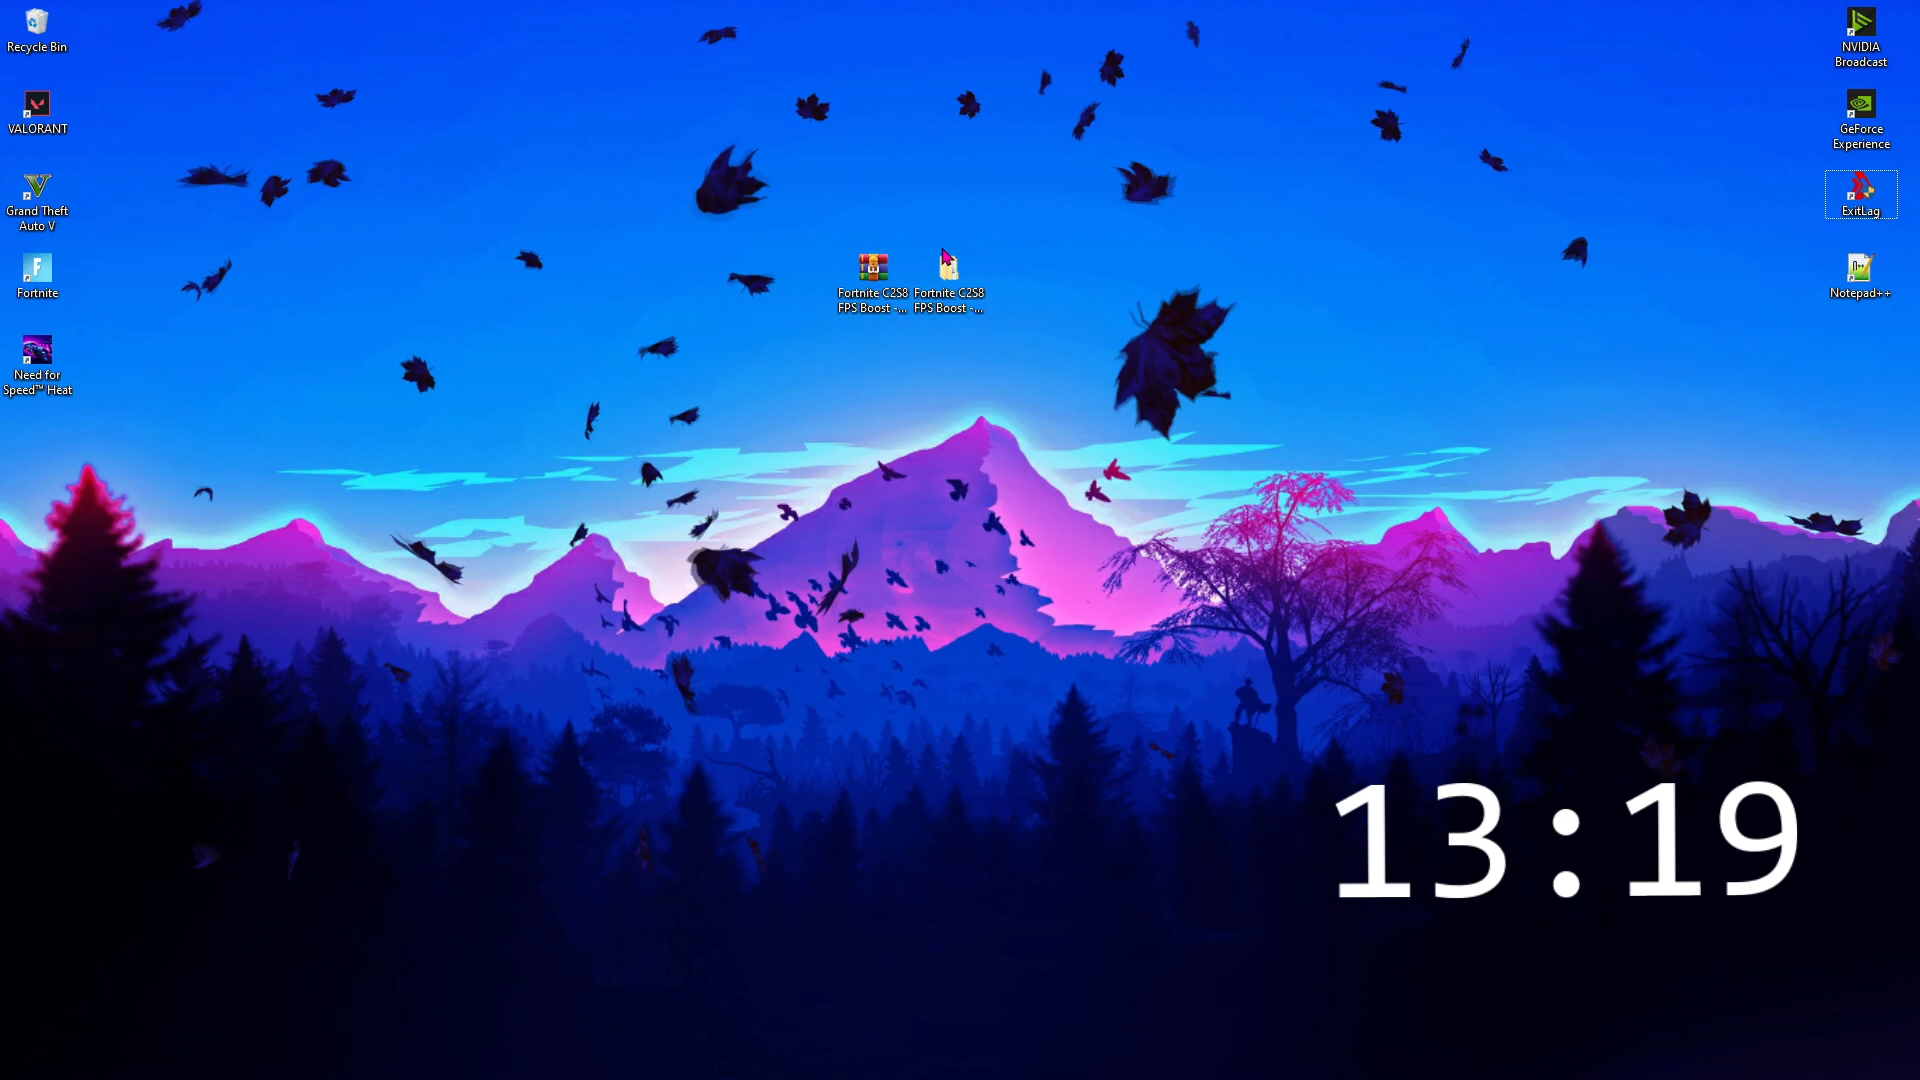 Recycle Bin
VALORANT
Grand Theft
Auto V
Fortnite
Need for
Speed™ Heat
Fortnite C2S8
FPS Boost -...
Fortnite C2S8
FPS Boost -...
NVIDIA
Broadcast
GeForce
Experience
ExitLag
Notepad++
13:19